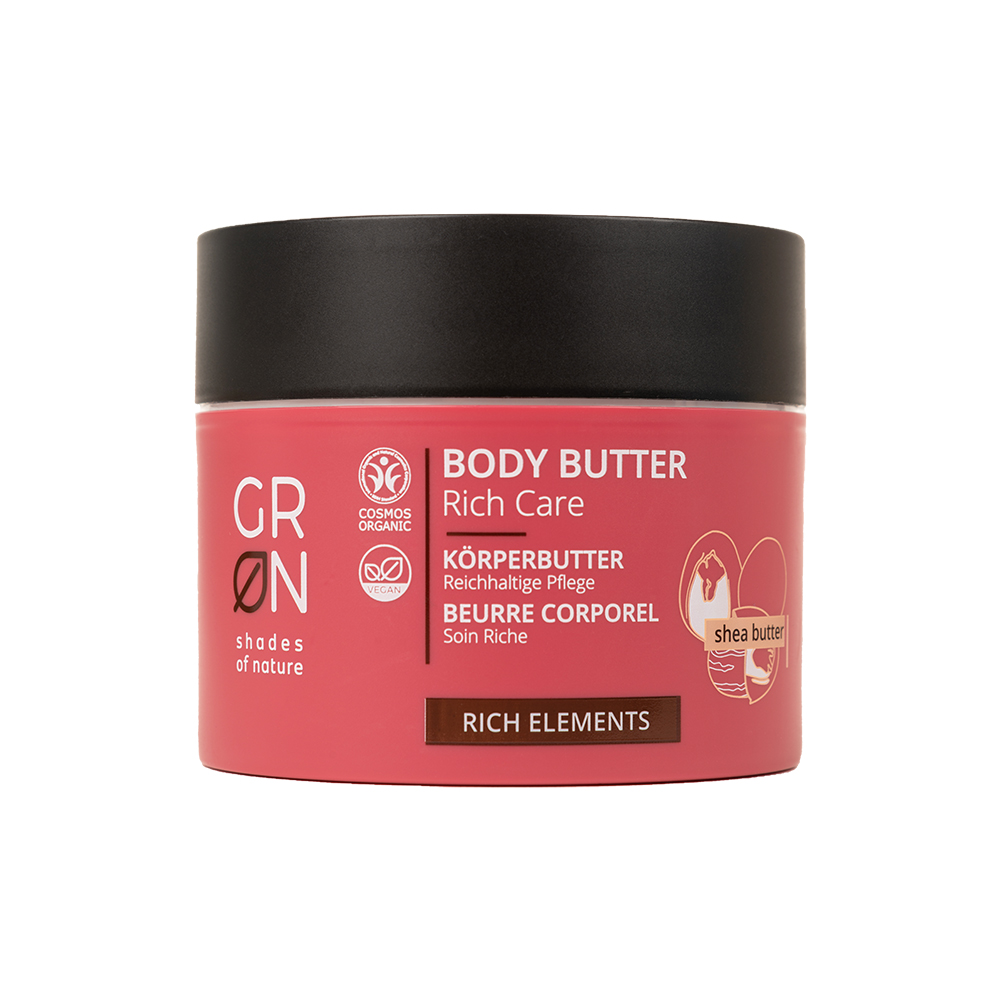 GR
ØN
shades
of nature
COSMOS
ORGANIC
VEGAN
BODY BUTTER
Rich Care
KÖRPERBUTTER
Reichhaltige Pflege
BEURRE CORPOREL
Soin Riche
shea butter
RICH ELEMENTS